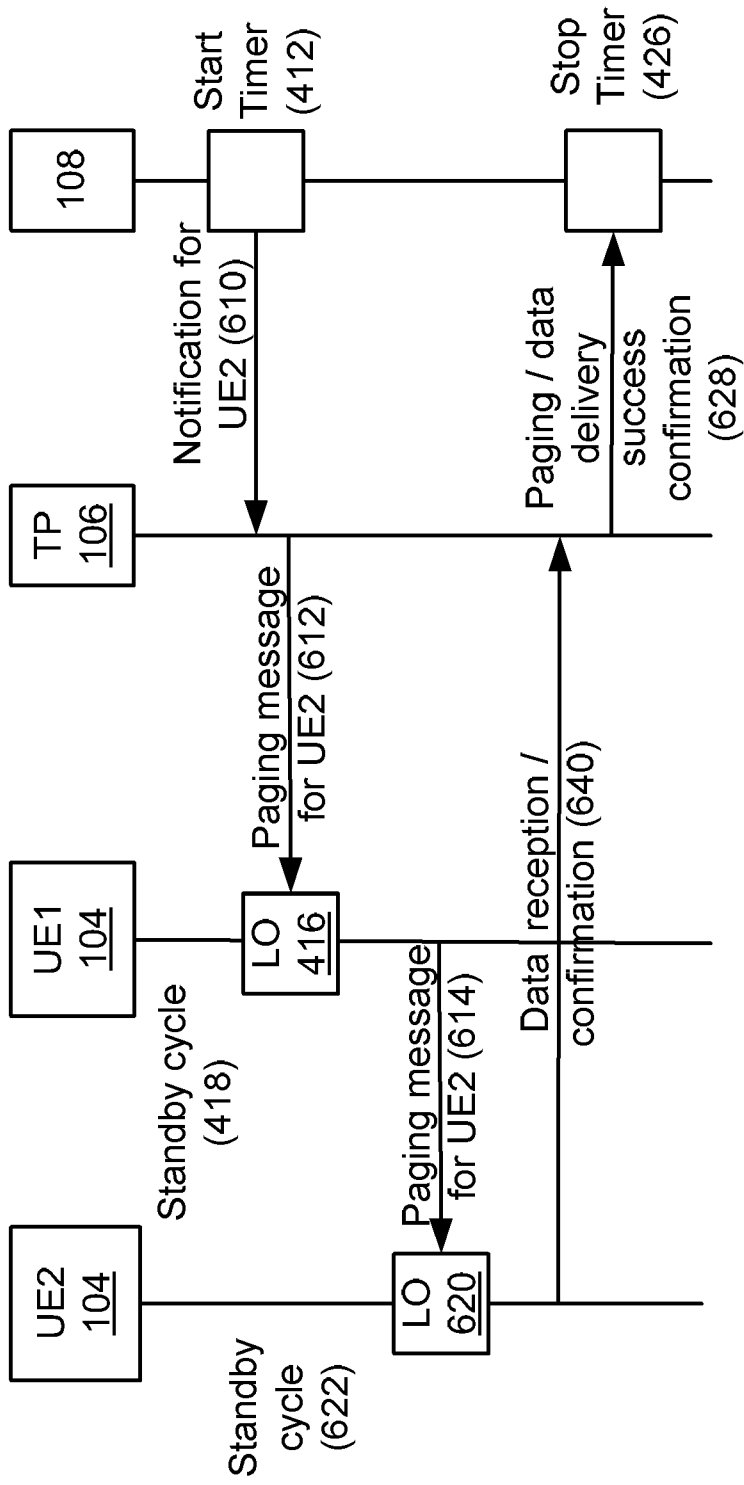 UE2
104
UE1
104
TP
106
108
Standby cycle
(418)
Notification for
UE2 (610)
Start
Timer
(412)
Paging message
for UE2 (612)
LO
416
Standby
cycle
(622)
Paging message
for UE2 (614)
LO
620
Data reception /
confirmation (640)
Paging / data
delivery
success
confirmation
(628)
Stop
Timer
(426)